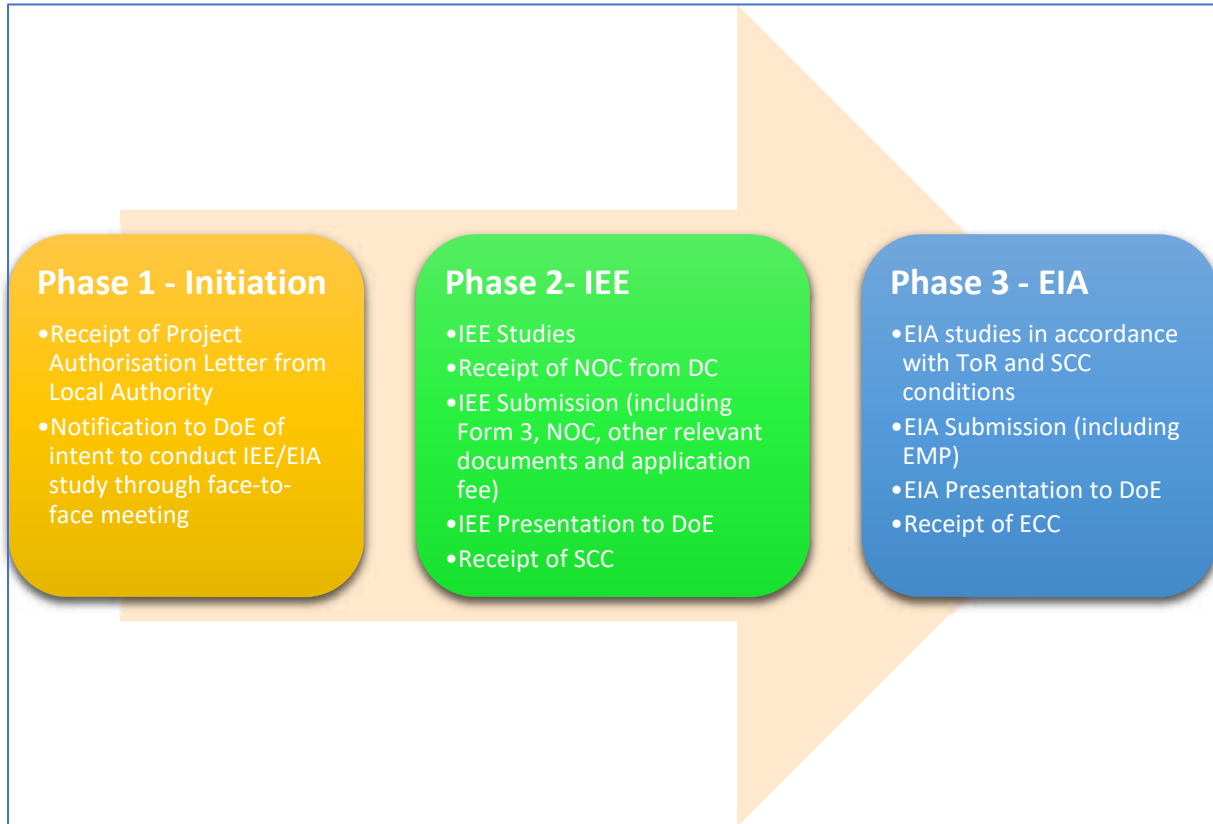 Phase 1 - Initiation
•Receipt of Project
Authorisation Letter from
Local Authority
•Notification to DoE of
intent to conduct IEE/EIA
study through face-to-
face meeting
Phase 2- IEE
•IEE Studies
•Receipt of NOC from DC
•IEE Submission (including
Form 3, NOC, other relevant
documents and application
fee)
•IEE Presentation to DoE
•Receipt of SCC
Phase 3 - EIA
•EIA studies in accordance
with ToR and SCC
conditions
•EIA Submission (including
EMP)
•EIA Presentation to DoE
•Receipt of ECC